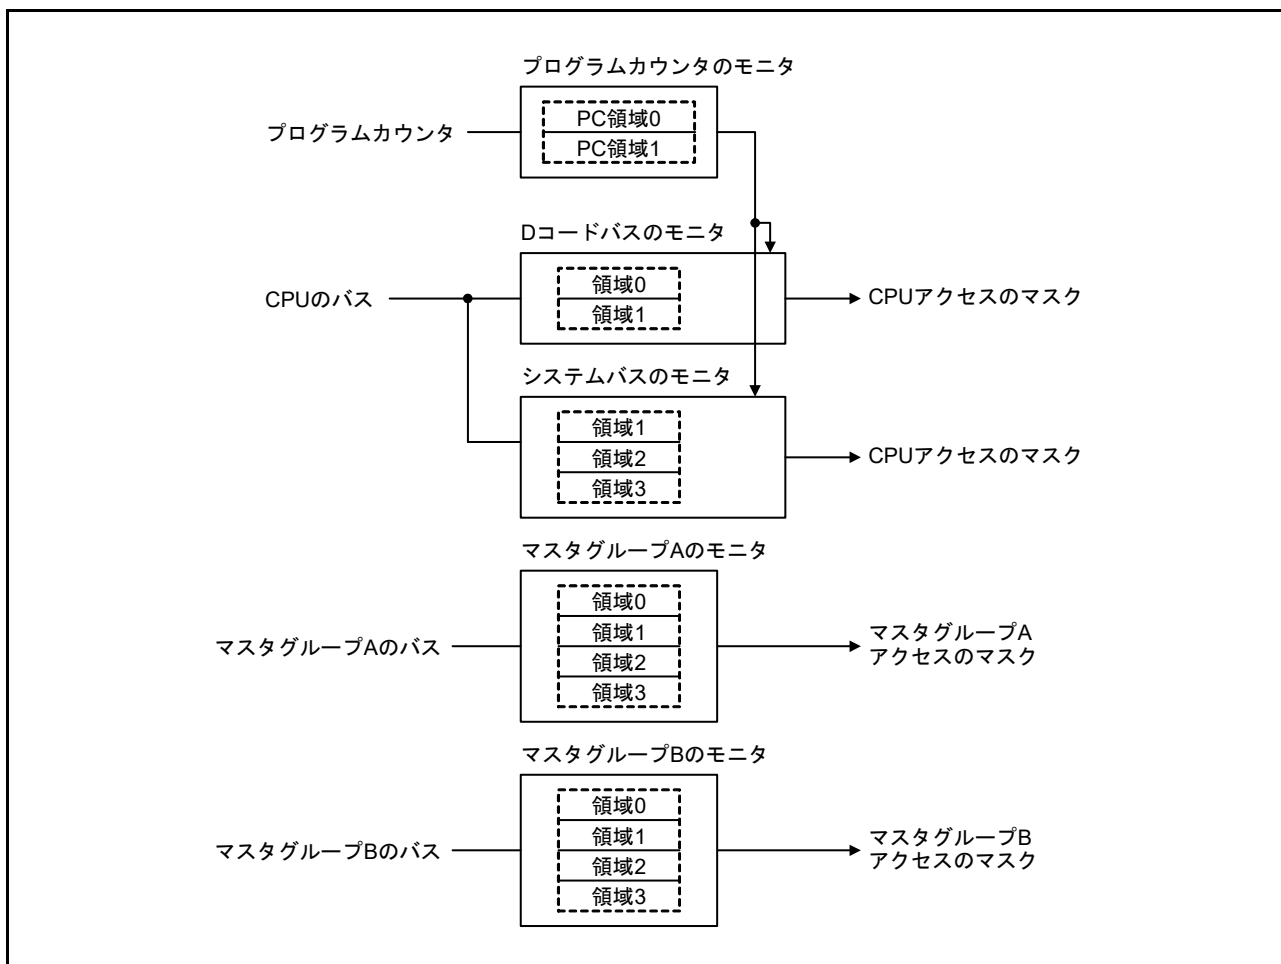 プログラムカウンタのモニタ
プログラムカウンタ
PC領域0
PC領域1
Dコードバスのモニタ
CPUのバス
領域0
領域1
CPUアクセスのマスク
システムバスのモニタ
領域1
領域2
領域3
CPUアクセスのマスク
マスタグループAのモニタ
マスタグループAのバス
領域0
領域1
領域2
領域3
マスタグループA
アクセスのマスク
マスタグループBのモニタ
マスタグループBのバス
領域0
領域1
領域2
領域3
マスタグループB
アクセスのマスク